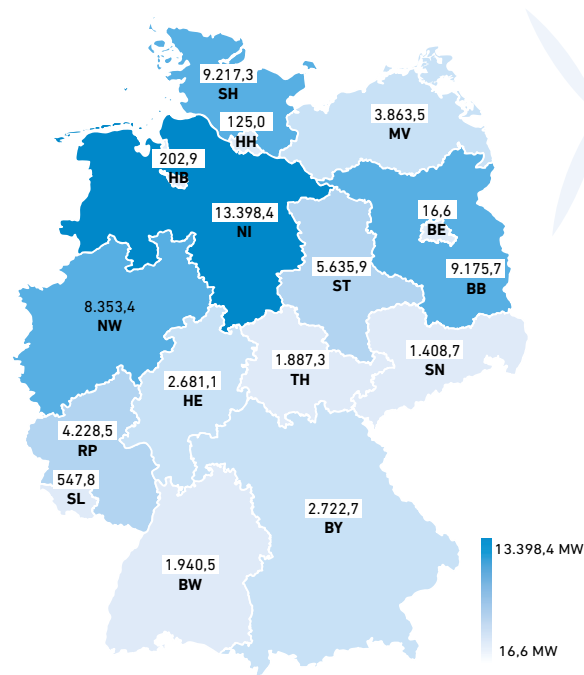 9.217,3
SH
125,0
HH
3.863,5
MV
202,9
HB
13.398,4
NI
16,6
BE
5.635,9
ST
9.175,7
BB
8.353,4
NW
1.408,7
SN
1.887,3
TH
2.681,1
HE
4.228,5
RP
547,8
SL
2.722,7
BY
1.940,5
BW
13.398,4 MW
16,6 MW